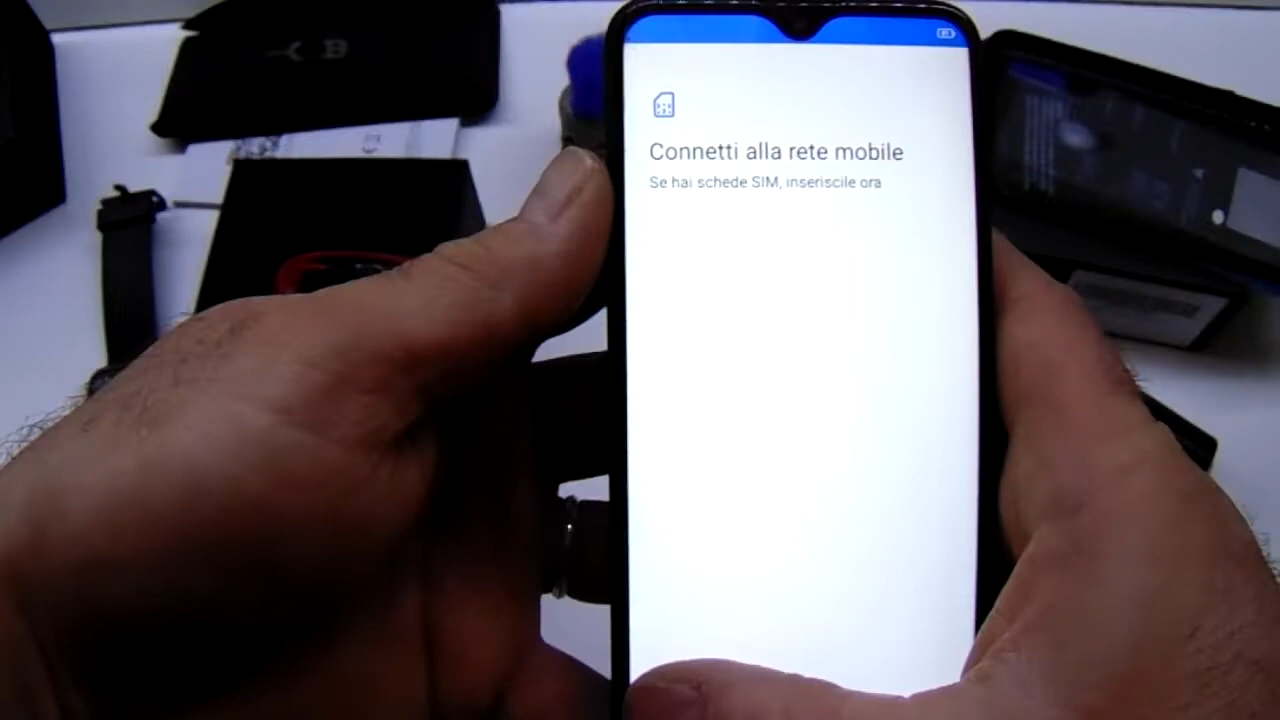 Connetti alla rete mobile
Se hai schede SIM, inseriscile ora